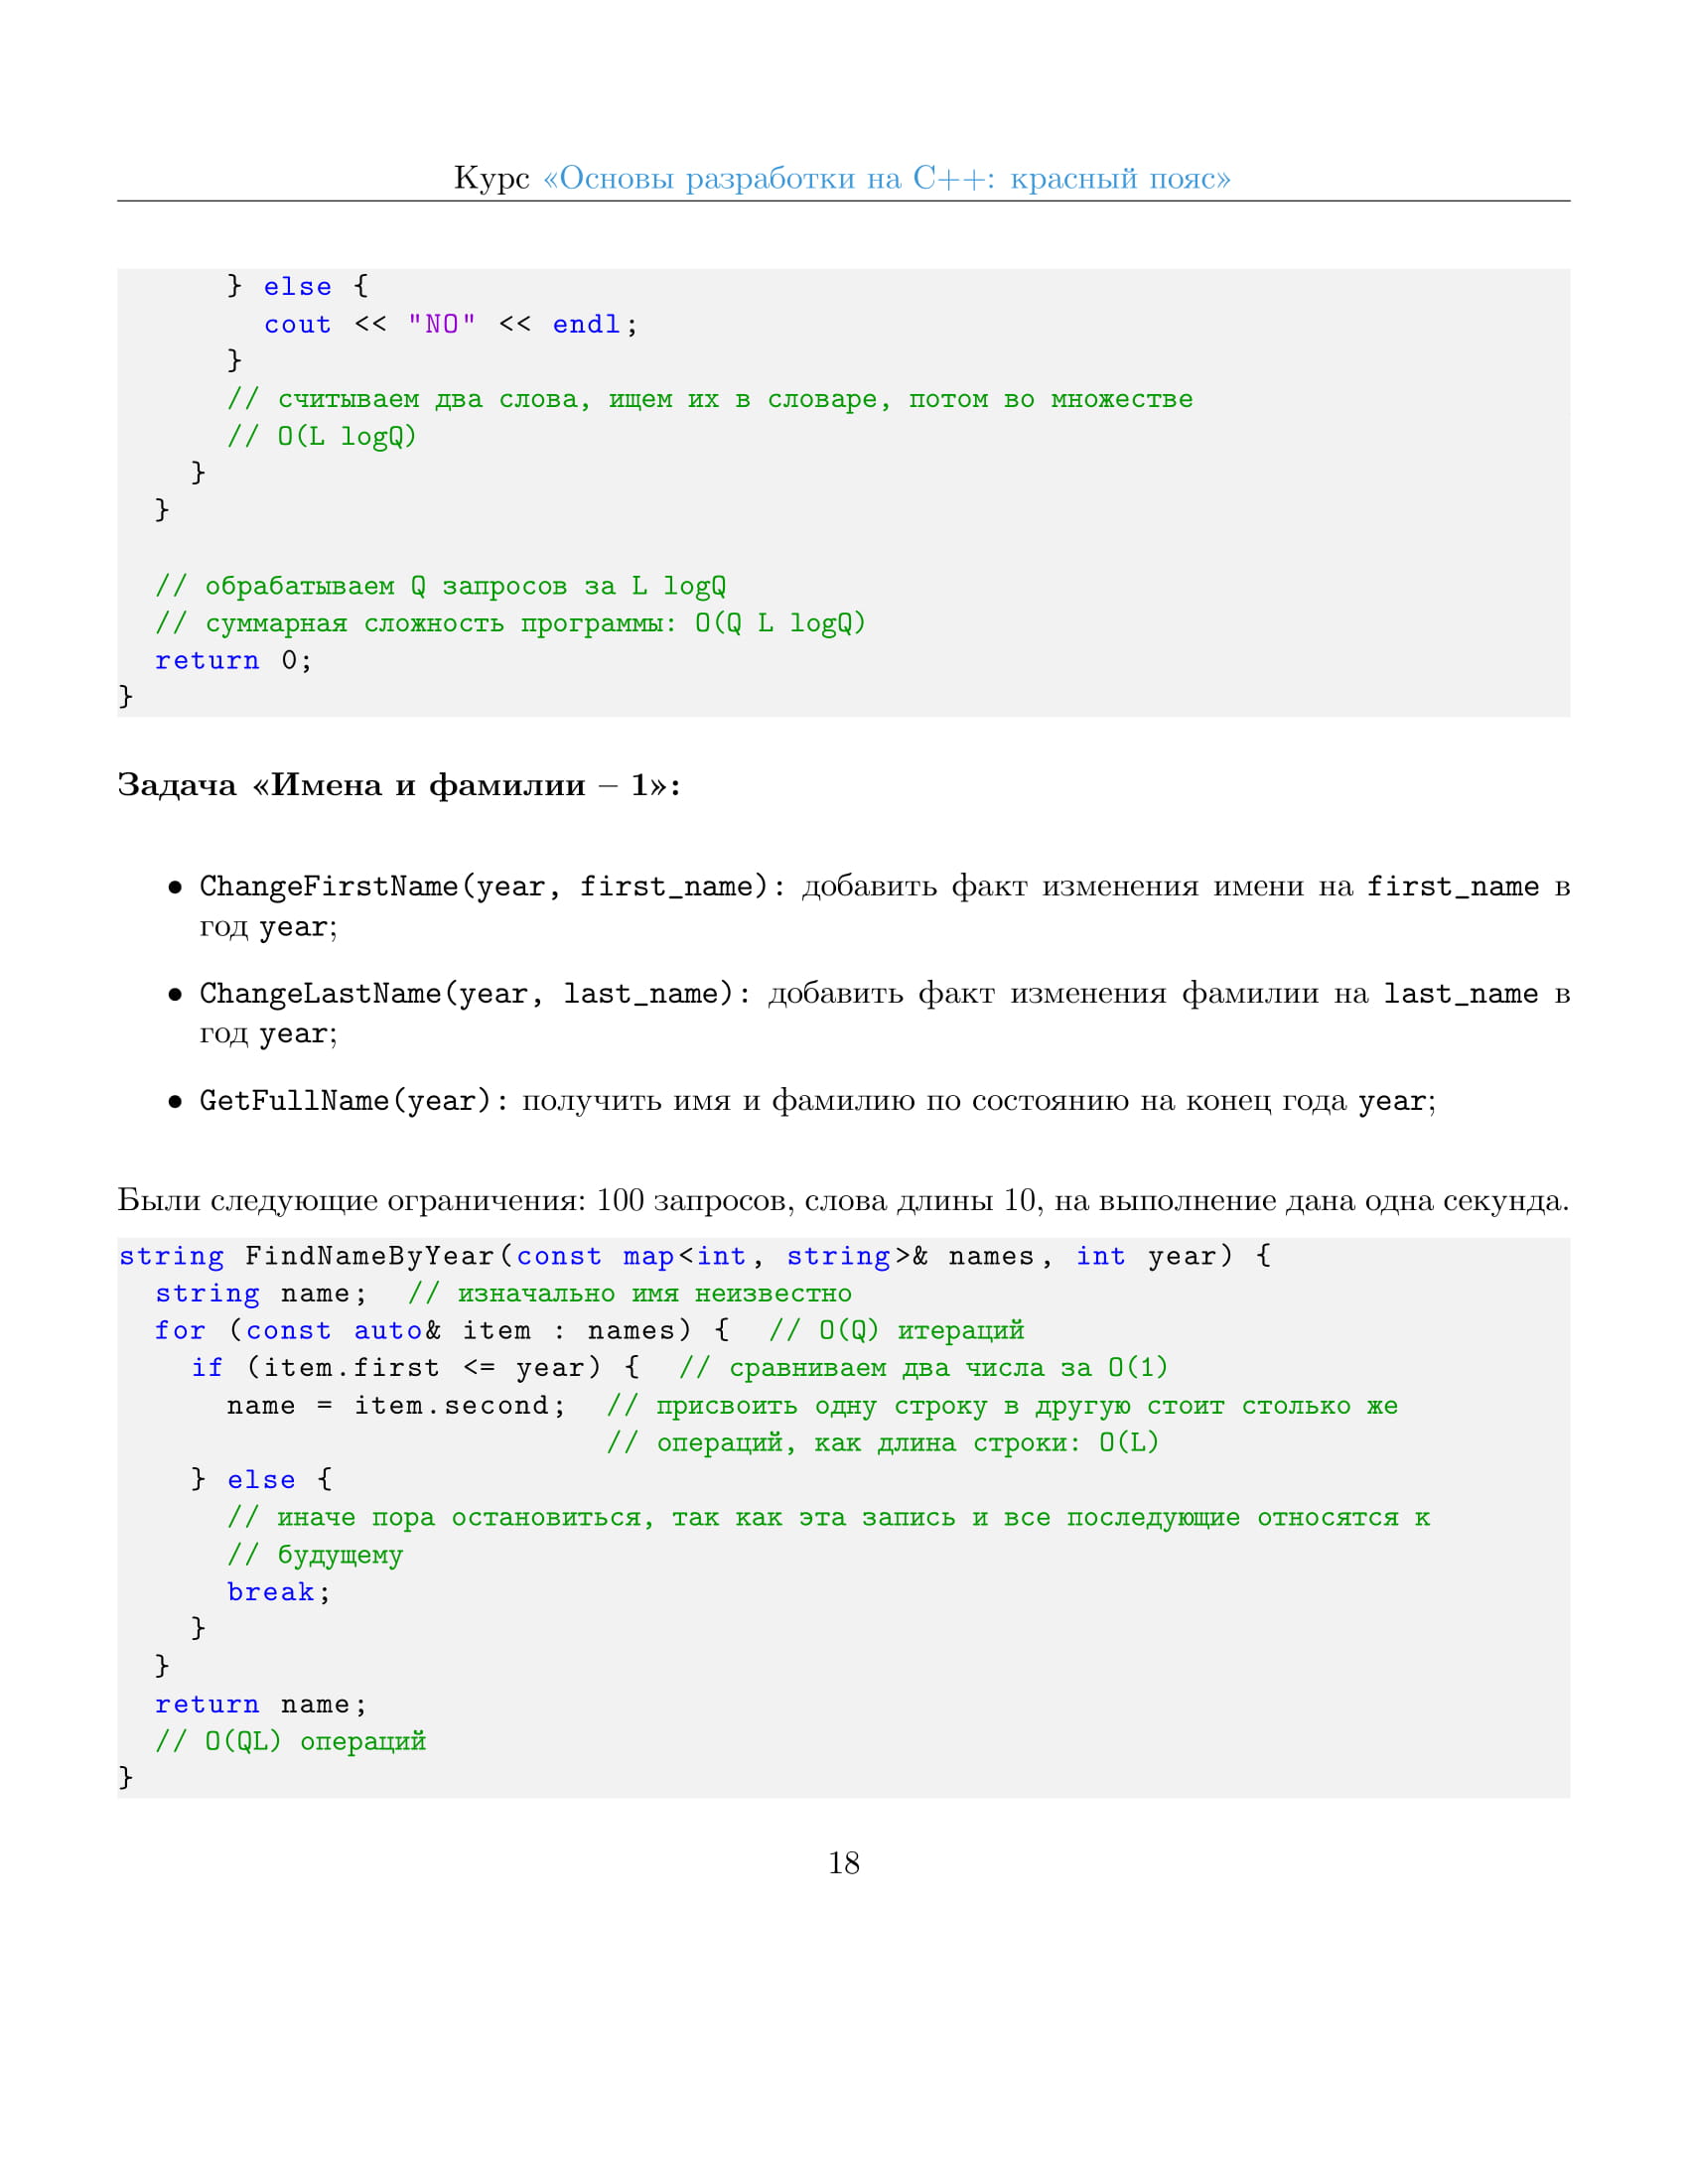 Курс «Основы разработки на C++: красный пояс»
      } else {
        cout << "NO" << endl;
      }
      // считываем два слова, ищем их в словаре, потом во множестве
      // O(L logQ)
    }
  }

  // обрабатываем Q запросов за L logQ
  // суммарная сложность программы: O(Q L logQ)
  return 0;
}
Задача «Имена и фамилии – 1»:
• ChangeFirstName(year, first_name): добавить факт изменения имени на first_name в
год year;
• ChangeLastName(year, last_name): добавить факт изменения фамилии на last_name в
год year;
• GetFullName(year): получить имя и фамилию по состоянию на конец года year;
Были следующие ограничения: 100 запросов, слова длины 10, на выполнение дана одна секунда.
string FindNameByYear(const map<int, string>& names, int year) {
  string name;  // изначально имя неизвестно
  for (const auto& item : names) {  // O(Q) итераций
    if (item.first <= year) {  // сравниваем два числа за O(1)
      name = item.second;  // присвоить одну строку в другую стоит столько же
                           // операций, как длина строки: O(L)
    } else {
      // иначе пора остановиться, так как эта запись и все последующие относятся к
      // будущему
      break;
    }
  }
  return name;
  // O(QL) операций
}
18